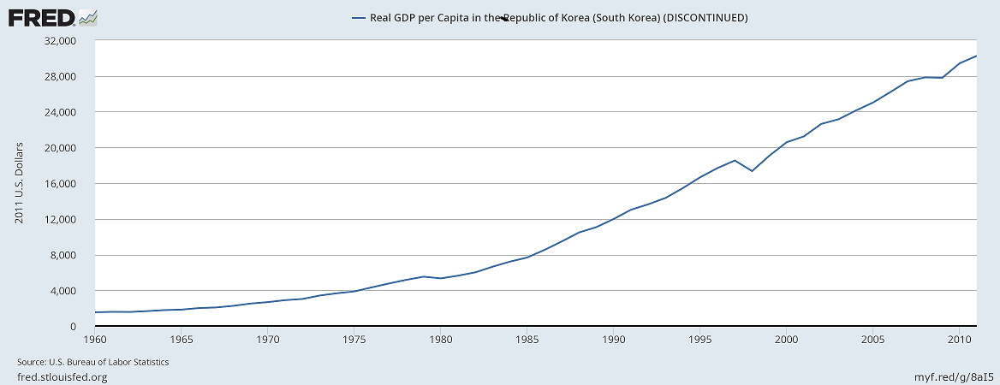 FRED
Real GDP per Capita in the Republic of Korea (South Korea) (DISCONTINUED)
32,000
28,000
24,000
20,000
16,000
12,000
8,000
4,000
0
2011 U.S. Dollars
1960 1965 1970 1975 1980 1985 1990 1995 2000 2005 2010
Source: U.S. Bureau of Labor Statistics
fred.stlouisfed.org
myf.red/g/8aI5